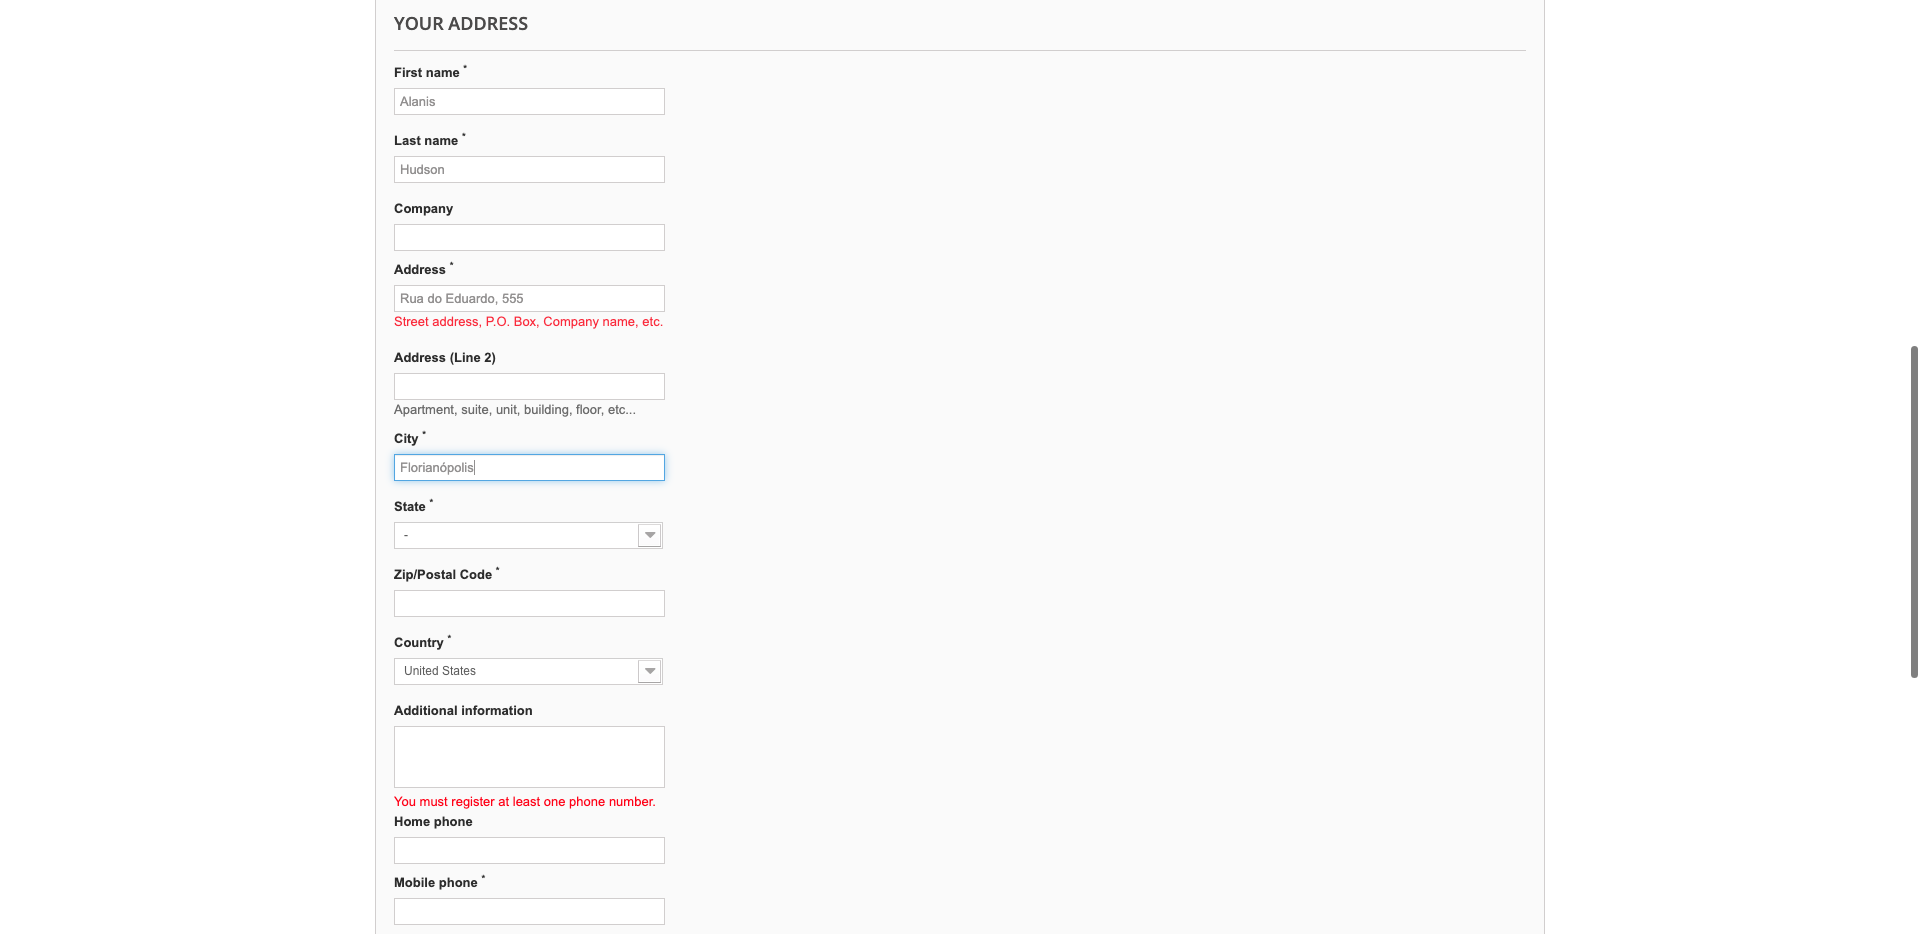 YOUR ADDRESS
First name *
Alanis
Last name *
Hudson
Company
Address *
Rua do Eduardo, 555
Street address, P.O. Box, Company name, etc.
Address (Line 2)
Apartment, suite, unit, building, floor, etc...
City *
Florianópolis
State *
-
Zip/Postal Code *
Country *
United States
Additional information
You must register at least one phone number.
Home phone
Mobile phone *